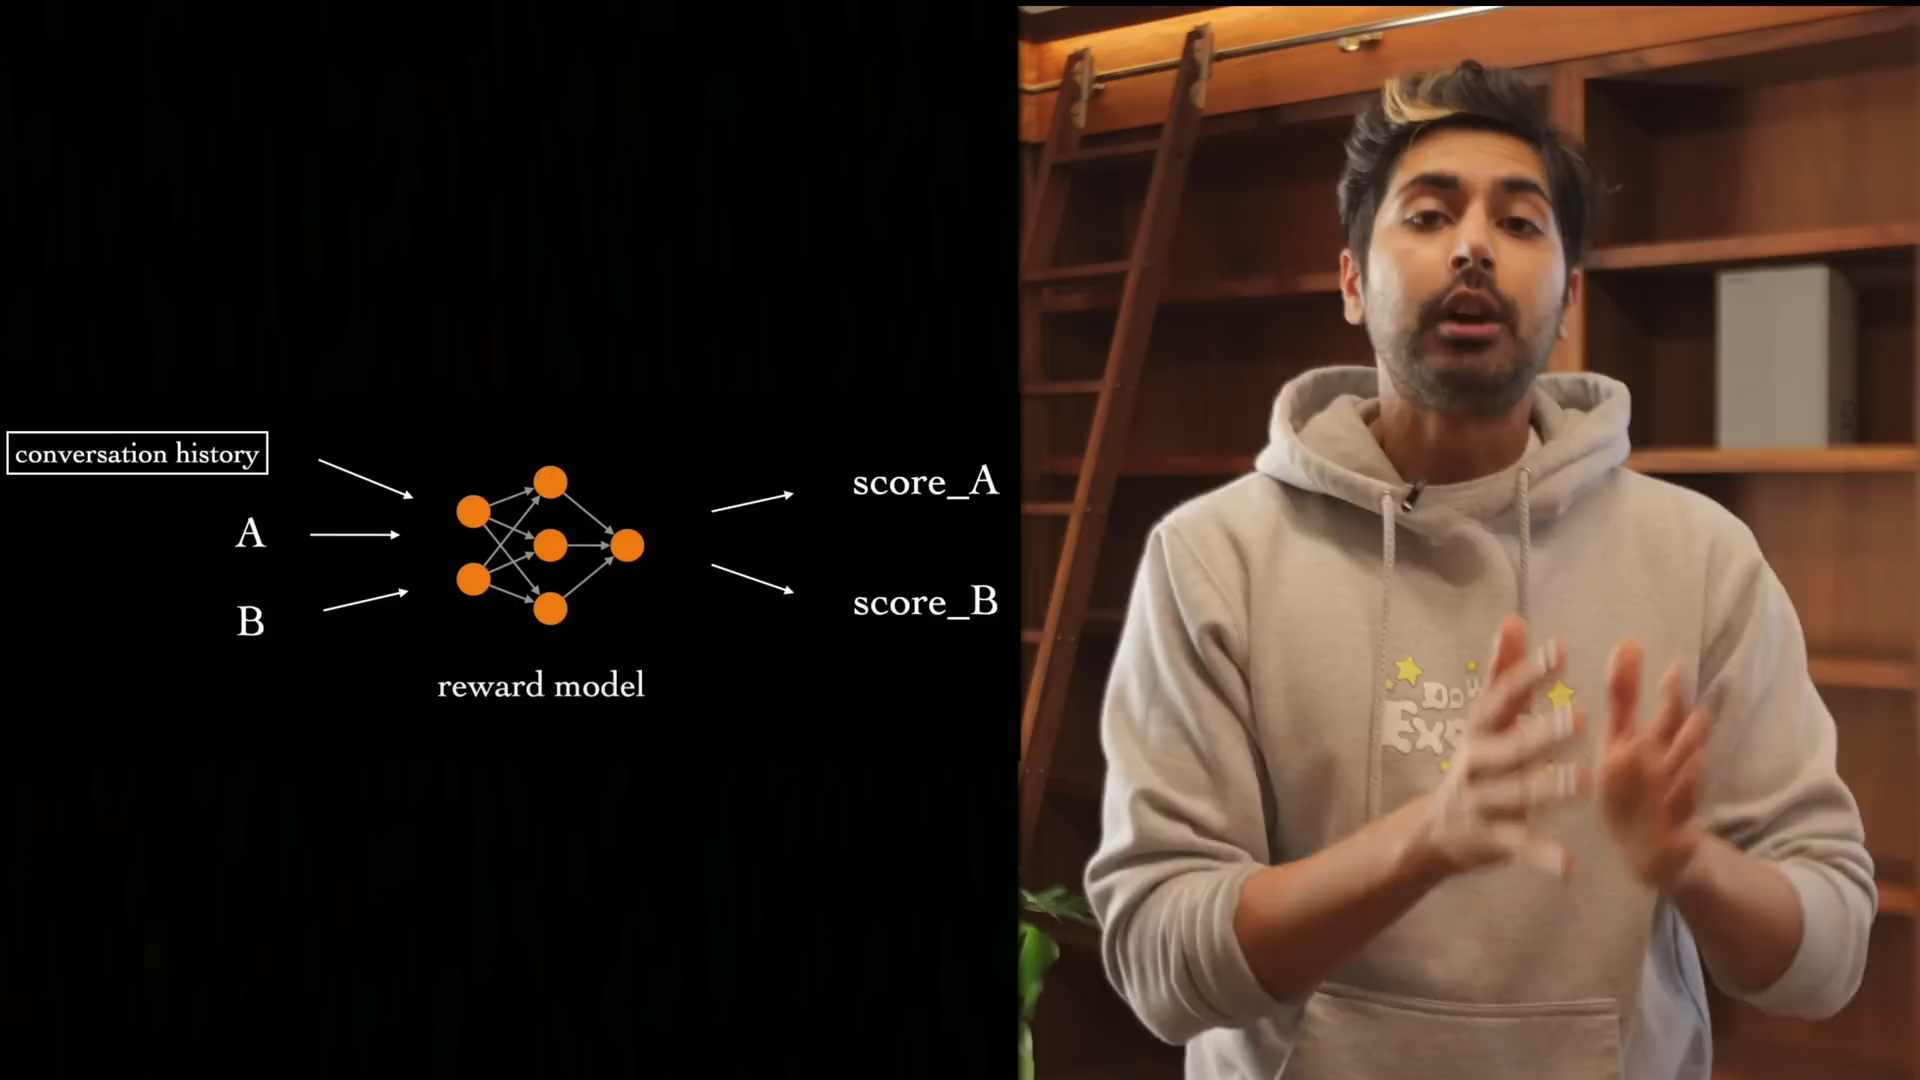 conversation history
A
B
reward model
score_A
score_B